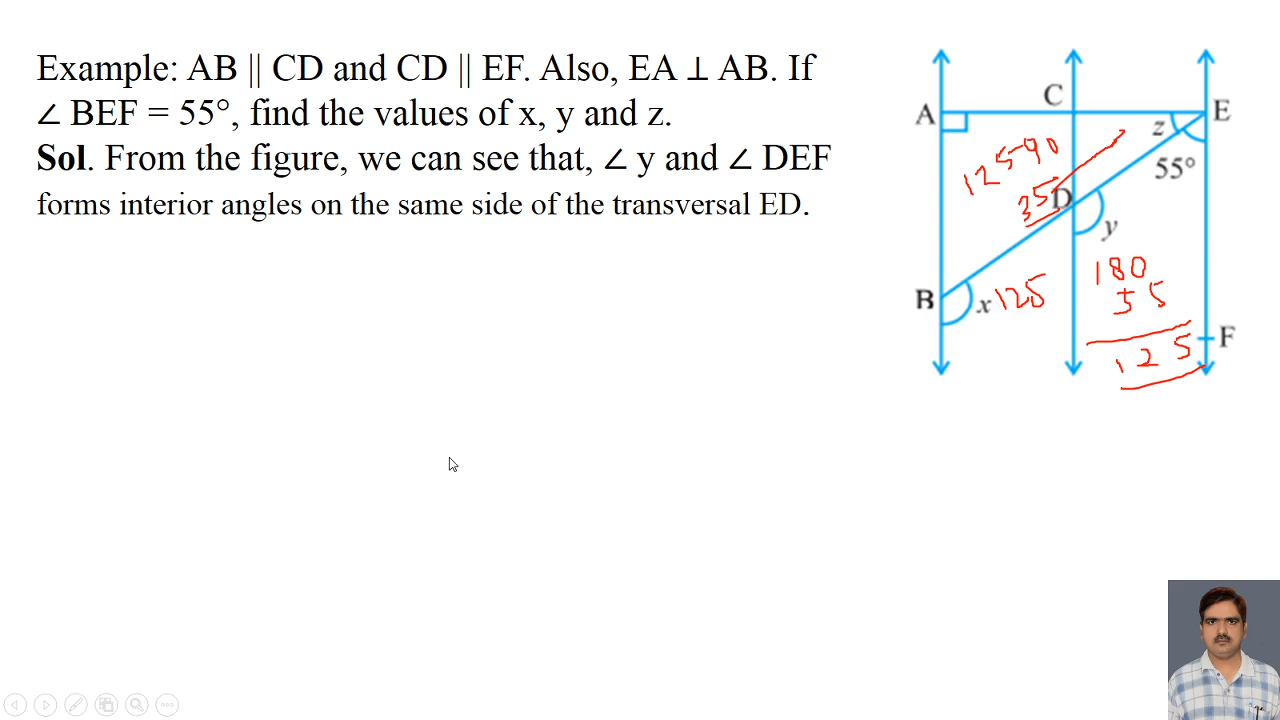 Example: AB || CD and CD || EF. Also, EA ⊥ AB. If
∠ BEF = 55°, find the values of x, y and z.
Sol. From the figure, we can see that, ∠ y and ∠ DEF
forms interior angles on the same side of the transversal ED.
C
A
E
z
125-90
55°
35
D
y
180
55
B
x 125
F
125